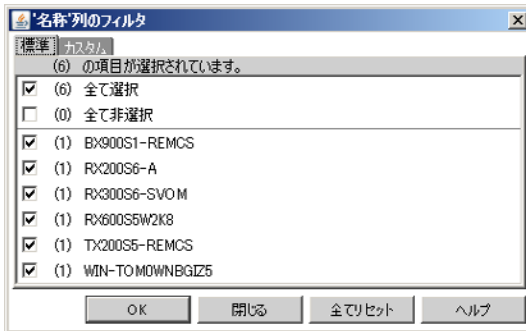 '名称'列のフィルタ
標準 カスタム
(6) の項目が選択されています。
(6) 全て選択
(0) 全て非選択
(1) BX900S1-REMCS
(1) RX200S6-A
(1) RX300S6-SVOM
(1) RX600S5W2K8
(1) TX200S5-REMCS
(1) WIN-TOM0WNBGIZ5
OK 閉じる 全てリセット ヘルプ